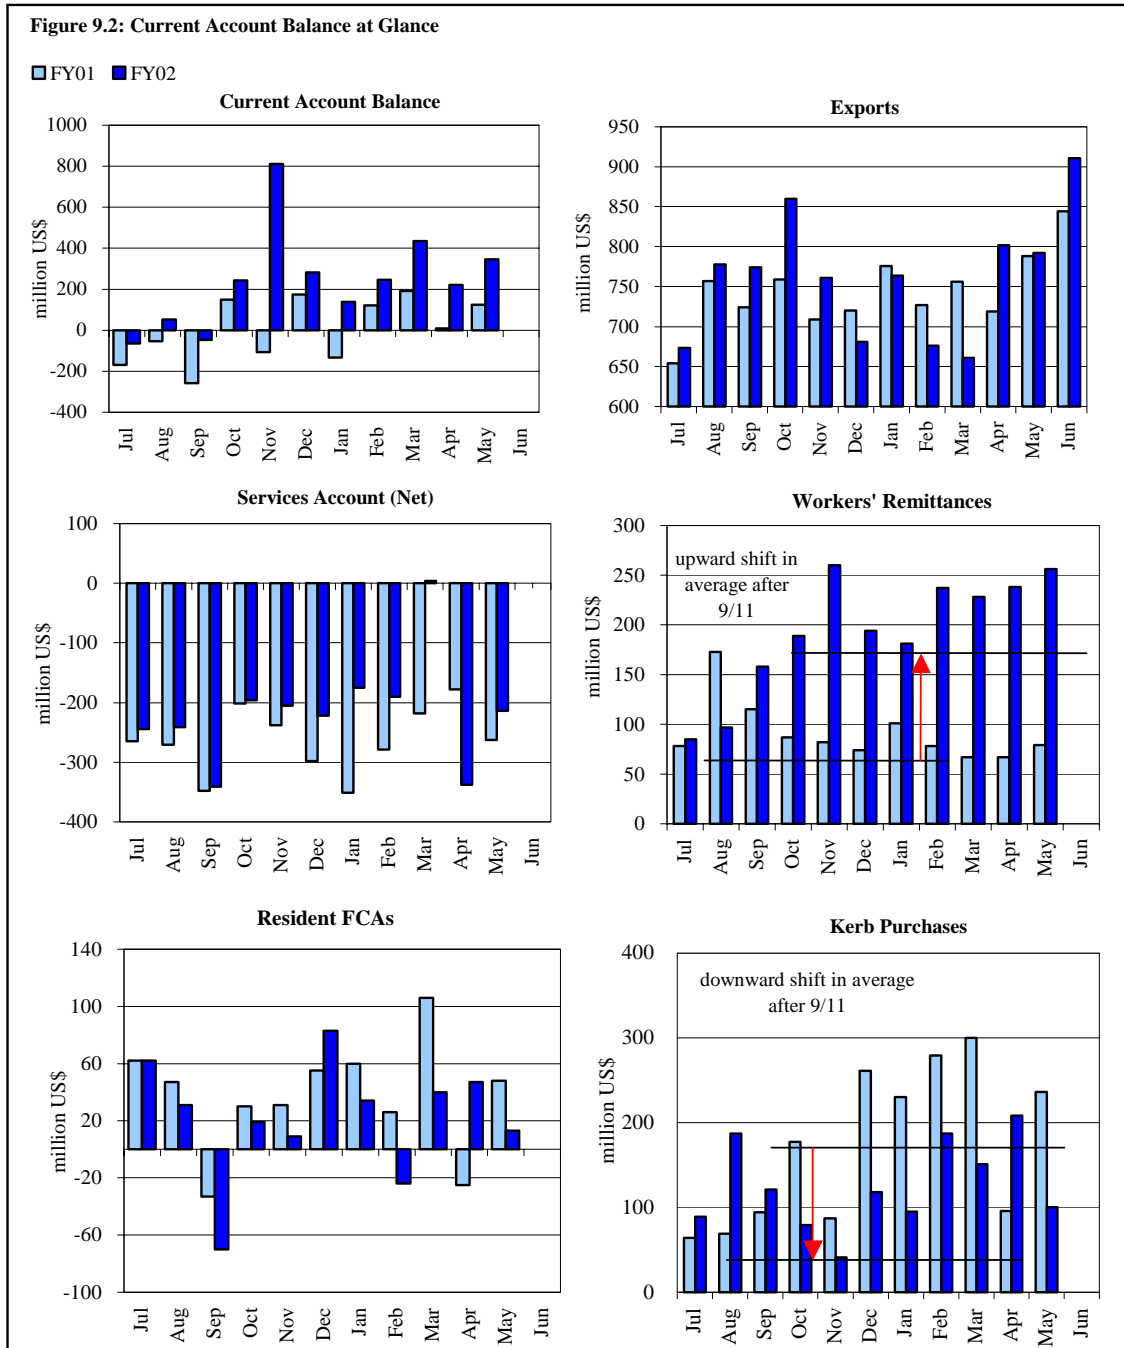 Figure 9.2: Current Account Balance at Glance
FY01 FY02
Current Account Balance
million US$
1000
800
600
400
200
0
-200
-400
Jul Aug Sep Oct Nov Dec Jan Feb Mar Apr May Jun
Exports
million US$
950
900
850
800
750
700
650
600
Jul Aug Sep Oct Nov Dec Jan Feb Mar Apr May Jun
Services Account (Net)
million US$
100
0
-100
-200
-300
-400
Jul Aug Sep Oct Nov Dec Jan Feb Mar Apr May Jun
Workers' Remittances
million US$
300
250
200
150
100
50
0
upward shift in
average after
9/11
Jul Aug Sep Oct Nov Dec Jan Feb Mar Apr May Jun
Resident FCAs
million US$
140
100
60
20
-20
-60
-100
Jul Aug Sep Oct Nov Dec Jan Feb Mar Apr May Jun
Kerb Purchases
million US$
400
300
200
100
0
downward shift in average
after 9/11
Jul Aug Sep Oct Nov Dec Jan Feb Mar Apr May Jun